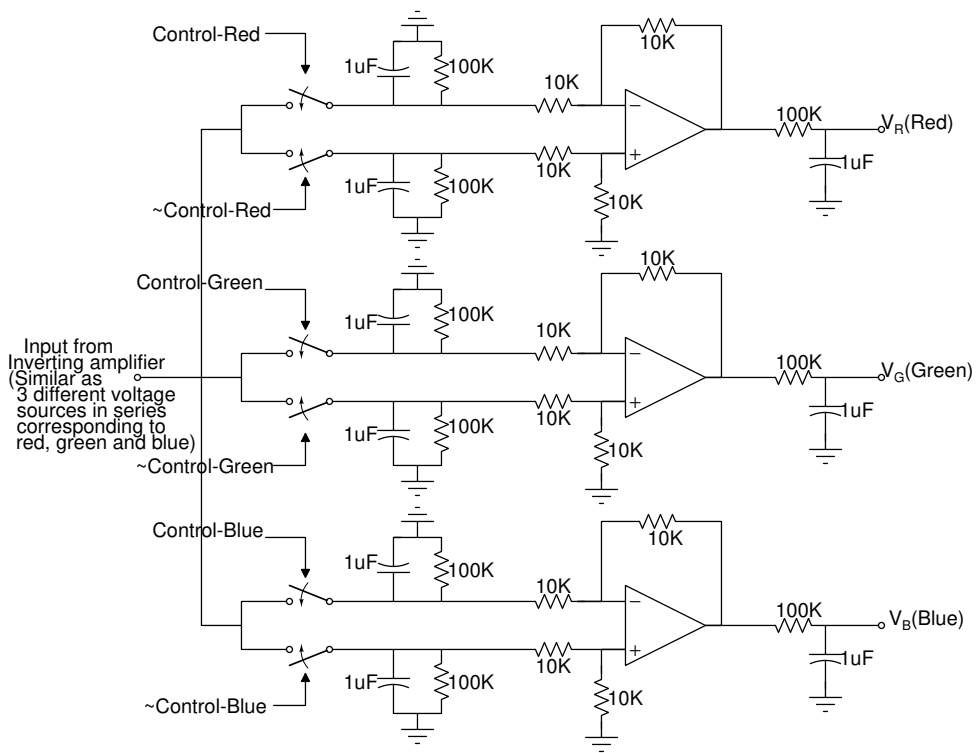 Control-Red
10K
1uF
100K
10K
100K
V_R(Red)
1uF
1uF
100K
10K
10K
~Control-Red
10K
Control-Green
1uF
100K
10K
Input from
Inverting amplifier
(Similar as
3 different voltage
sources in series
corresponding to
red, green and blue)
100K
V_G(Green)
1uF
1uF
100K
10K
10K
~Control-Green
Control-Blue
10K
1uF
100K
10K
100K
V_B(Blue)
1uF
1uF
100K
10K
10K
~Control-Blue